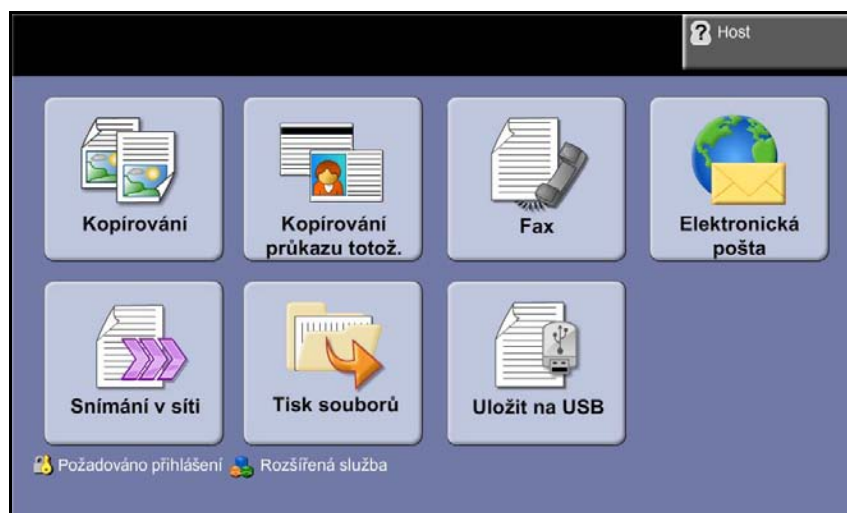 Host
Kopírování
Kopírování
průkazu totož.
Fax
Elektronická
pošta
Snímání v síti
Tisk souborů
Uložit na USB
Požadováno přihlášení
Rozšířená služba